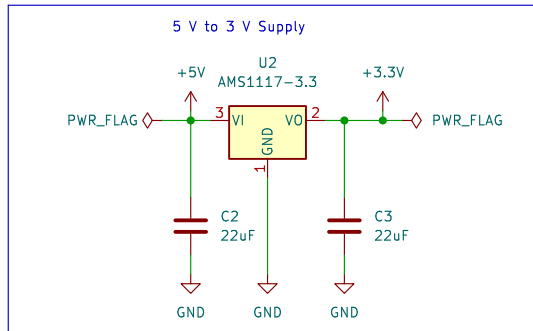 5 V to 3 V Supply
U2
AMS1117-3.3
+5V
+3.3V
PWR_FLAG
3
VI
VO
2
PWR_FLAG
GND
1
C2
22uF
C3
22uF
GND
GND
GND